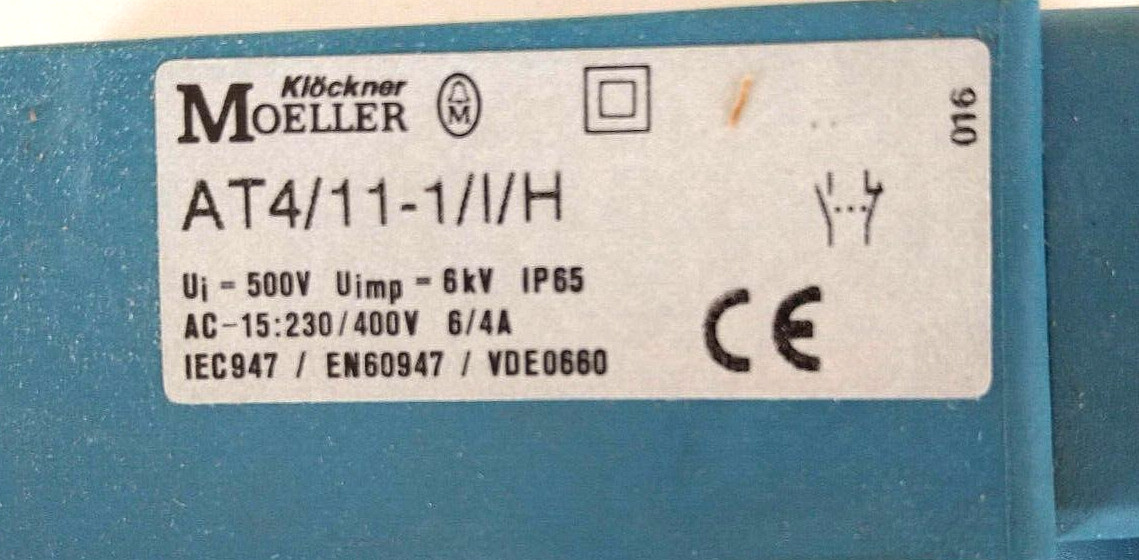 Klöckner
MOELLER M
AT4/11-1/I/H
Ui = 500V Uimp = 6kV IP65
AC-15:230/400V 6/4A
IEC947 / EN60947 / VDE0660
CE
016